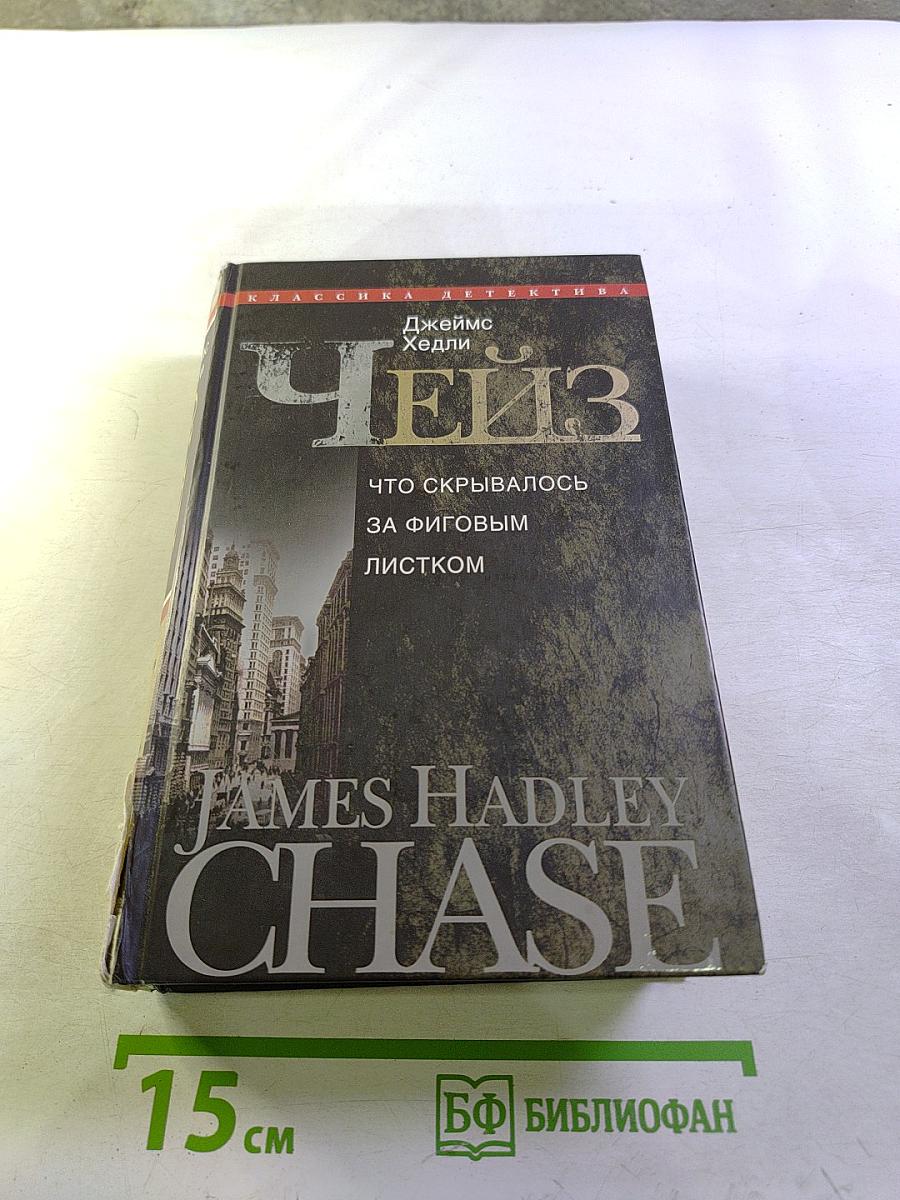 КЛАССИКА ДЕТЕКТИВА
Джеймс
Хедли
ЧЕЙЗ
ЧТО СКРЫВАЛОСЬ
ЗА ФИГОВЫМ
ЛИСТКОМ
JAMES HADLEY
CHASE
15 см
БФ БИБЛИОФАН